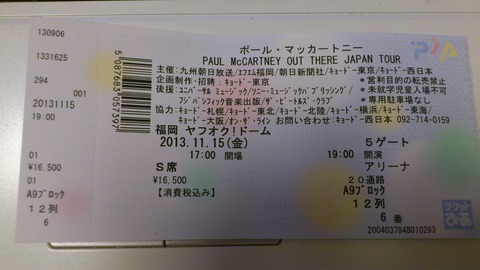 130906
1331625
294 001
20131115
19:00
01
¥16,500
01
A9ブロック
12列
6
5087683057397
ポール・マッカートニー
PAUL McCARTNEY OUT THERE JAPAN TOUR
主催：九州朝日放送/エフエム福岡/朝日新聞社/キョードー東京/キョードー西日本
企画制作・招聘：キョードー東京
＊営利目的の転売禁止
後援：ユニバーサル ミュージック/ソニー・ミュージックパブリッシング/
＊未就学児童入場不可
フジパシフィック音楽出版/ザ・ビートルズ・クラブ
＊専用駐車場なし
協力：キョードー札幌/キョードー東北/キョードー北陸/キョードー横浜/キョードー東海/
キョードー大阪/オン・ザ・ライン お問い合わせ：キョードー西日本 092-714-0159
福岡 ヤフオク！ドーム
5ゲート
2013.11.15(金)
17:00 開場 19:00 開演
S席 アリーナ
¥16,500 20通路
A9ブロック
【消費税込み】
12列
6番
2004037948010293
PIA
チケットぴあ